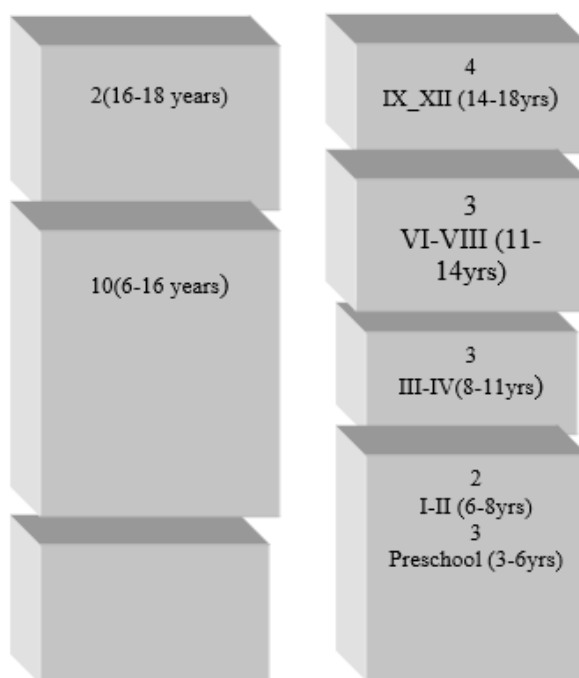 2(16-18 years)
10(6-16 years)
4
IX_XII (14-18yrs)
3
VI-VIII (11-
14yrs)
3
III-IV(8-11yrs)
2
I-II (6-8yrs)
3
Preschool (3-6yrs)